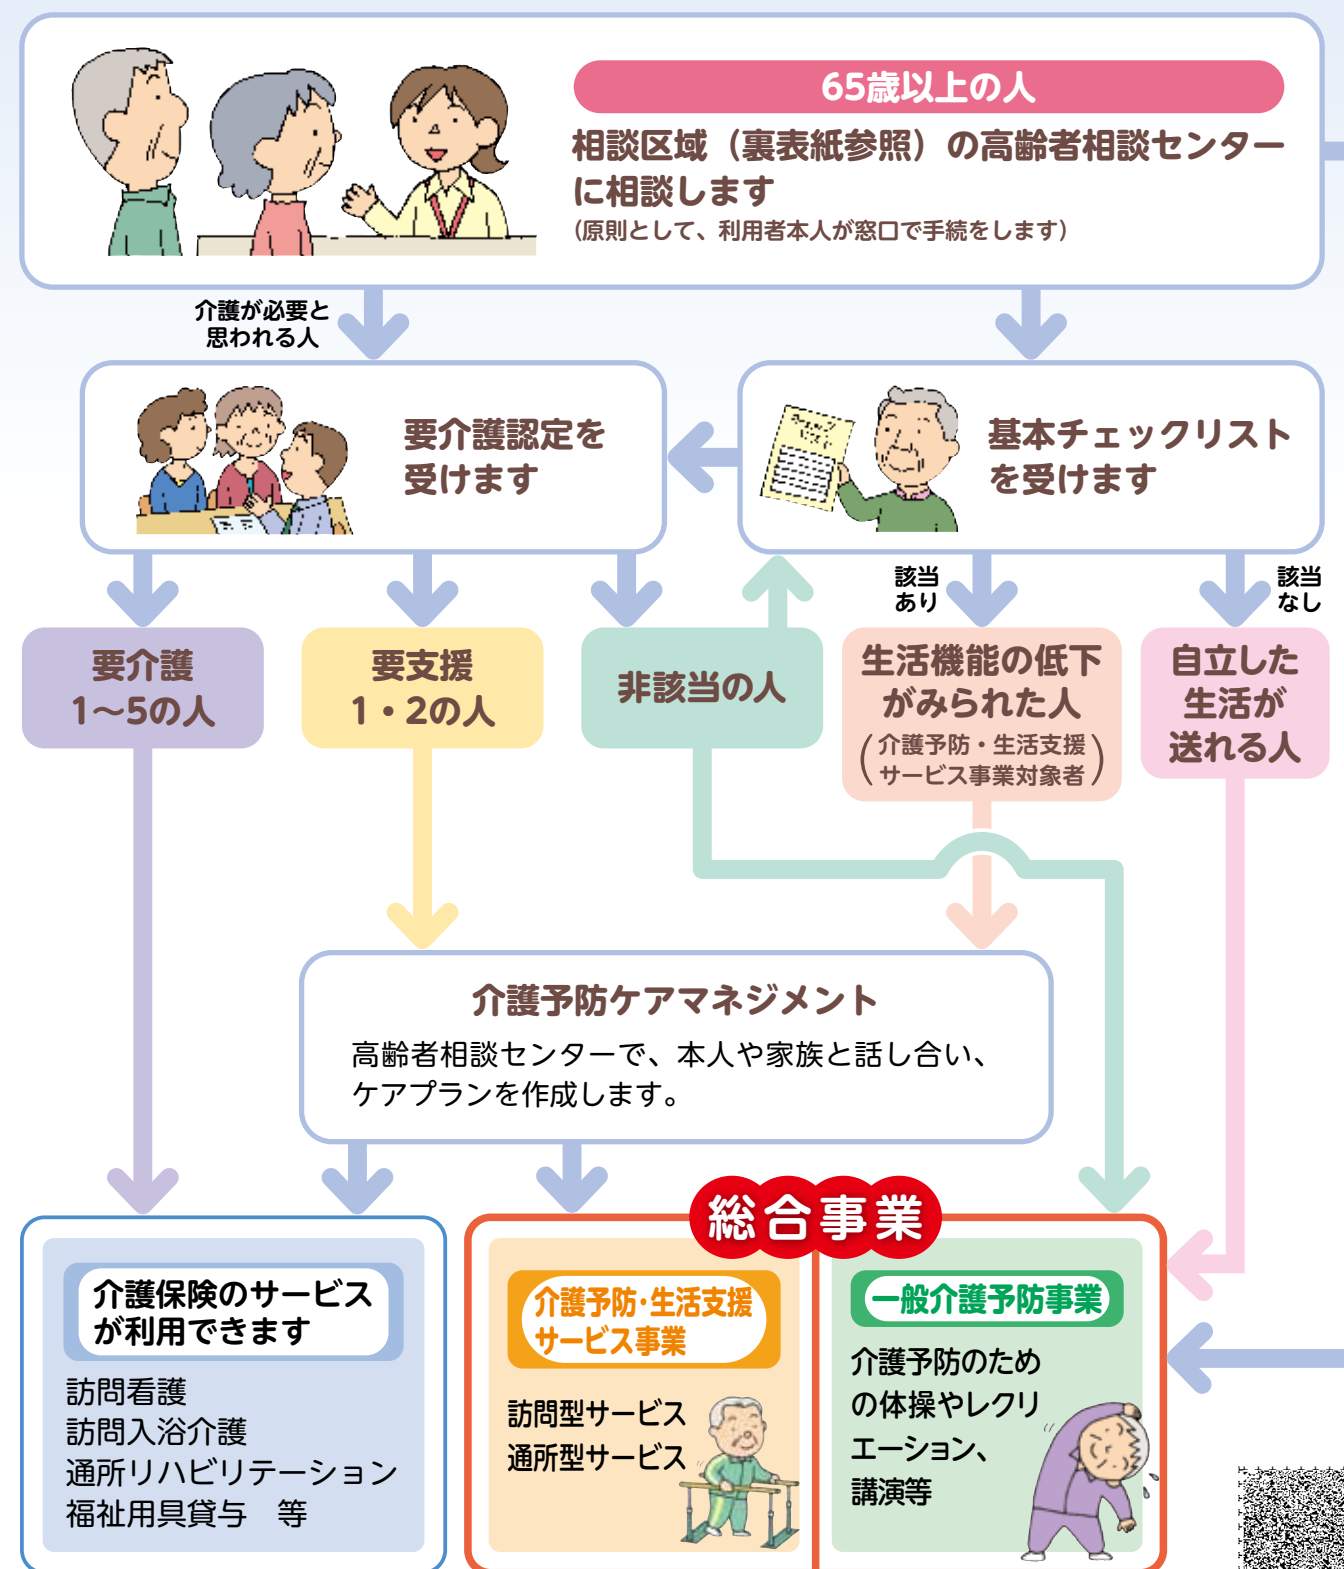 65歳以上の人
相談区域（裏表紙参照）の高齢者相談センター
に相談します
(原則として、利用者本人が窓口で手続をします)
介護が必要と
思われる人
要介護認定を
受けます
チェック
リスト
基本チェックリスト
を受けます
該当
あり
該当
なし
要介護
1～5の人
要支援
1・2の人
非該当の人
生活機能の低下
がみられた人
(介護予防・生活支援
サービス事業対象者)
自立した
生活が
送れる人
介護予防ケアマネジメント
高齢者相談センターで、本人や家族と話し合い、
ケアプランを作成します。
総合事業
介護保険のサービス
が利用できます
訪問看護
訪問入浴介護
通所リハビリテーション
福祉用具貸与　等
介護予防・生活支援
サービス事業
訪問型サービス
通所型サービス
一般介護予防事業
介護予防のため
の体操やレクリ
エーション、
講演等